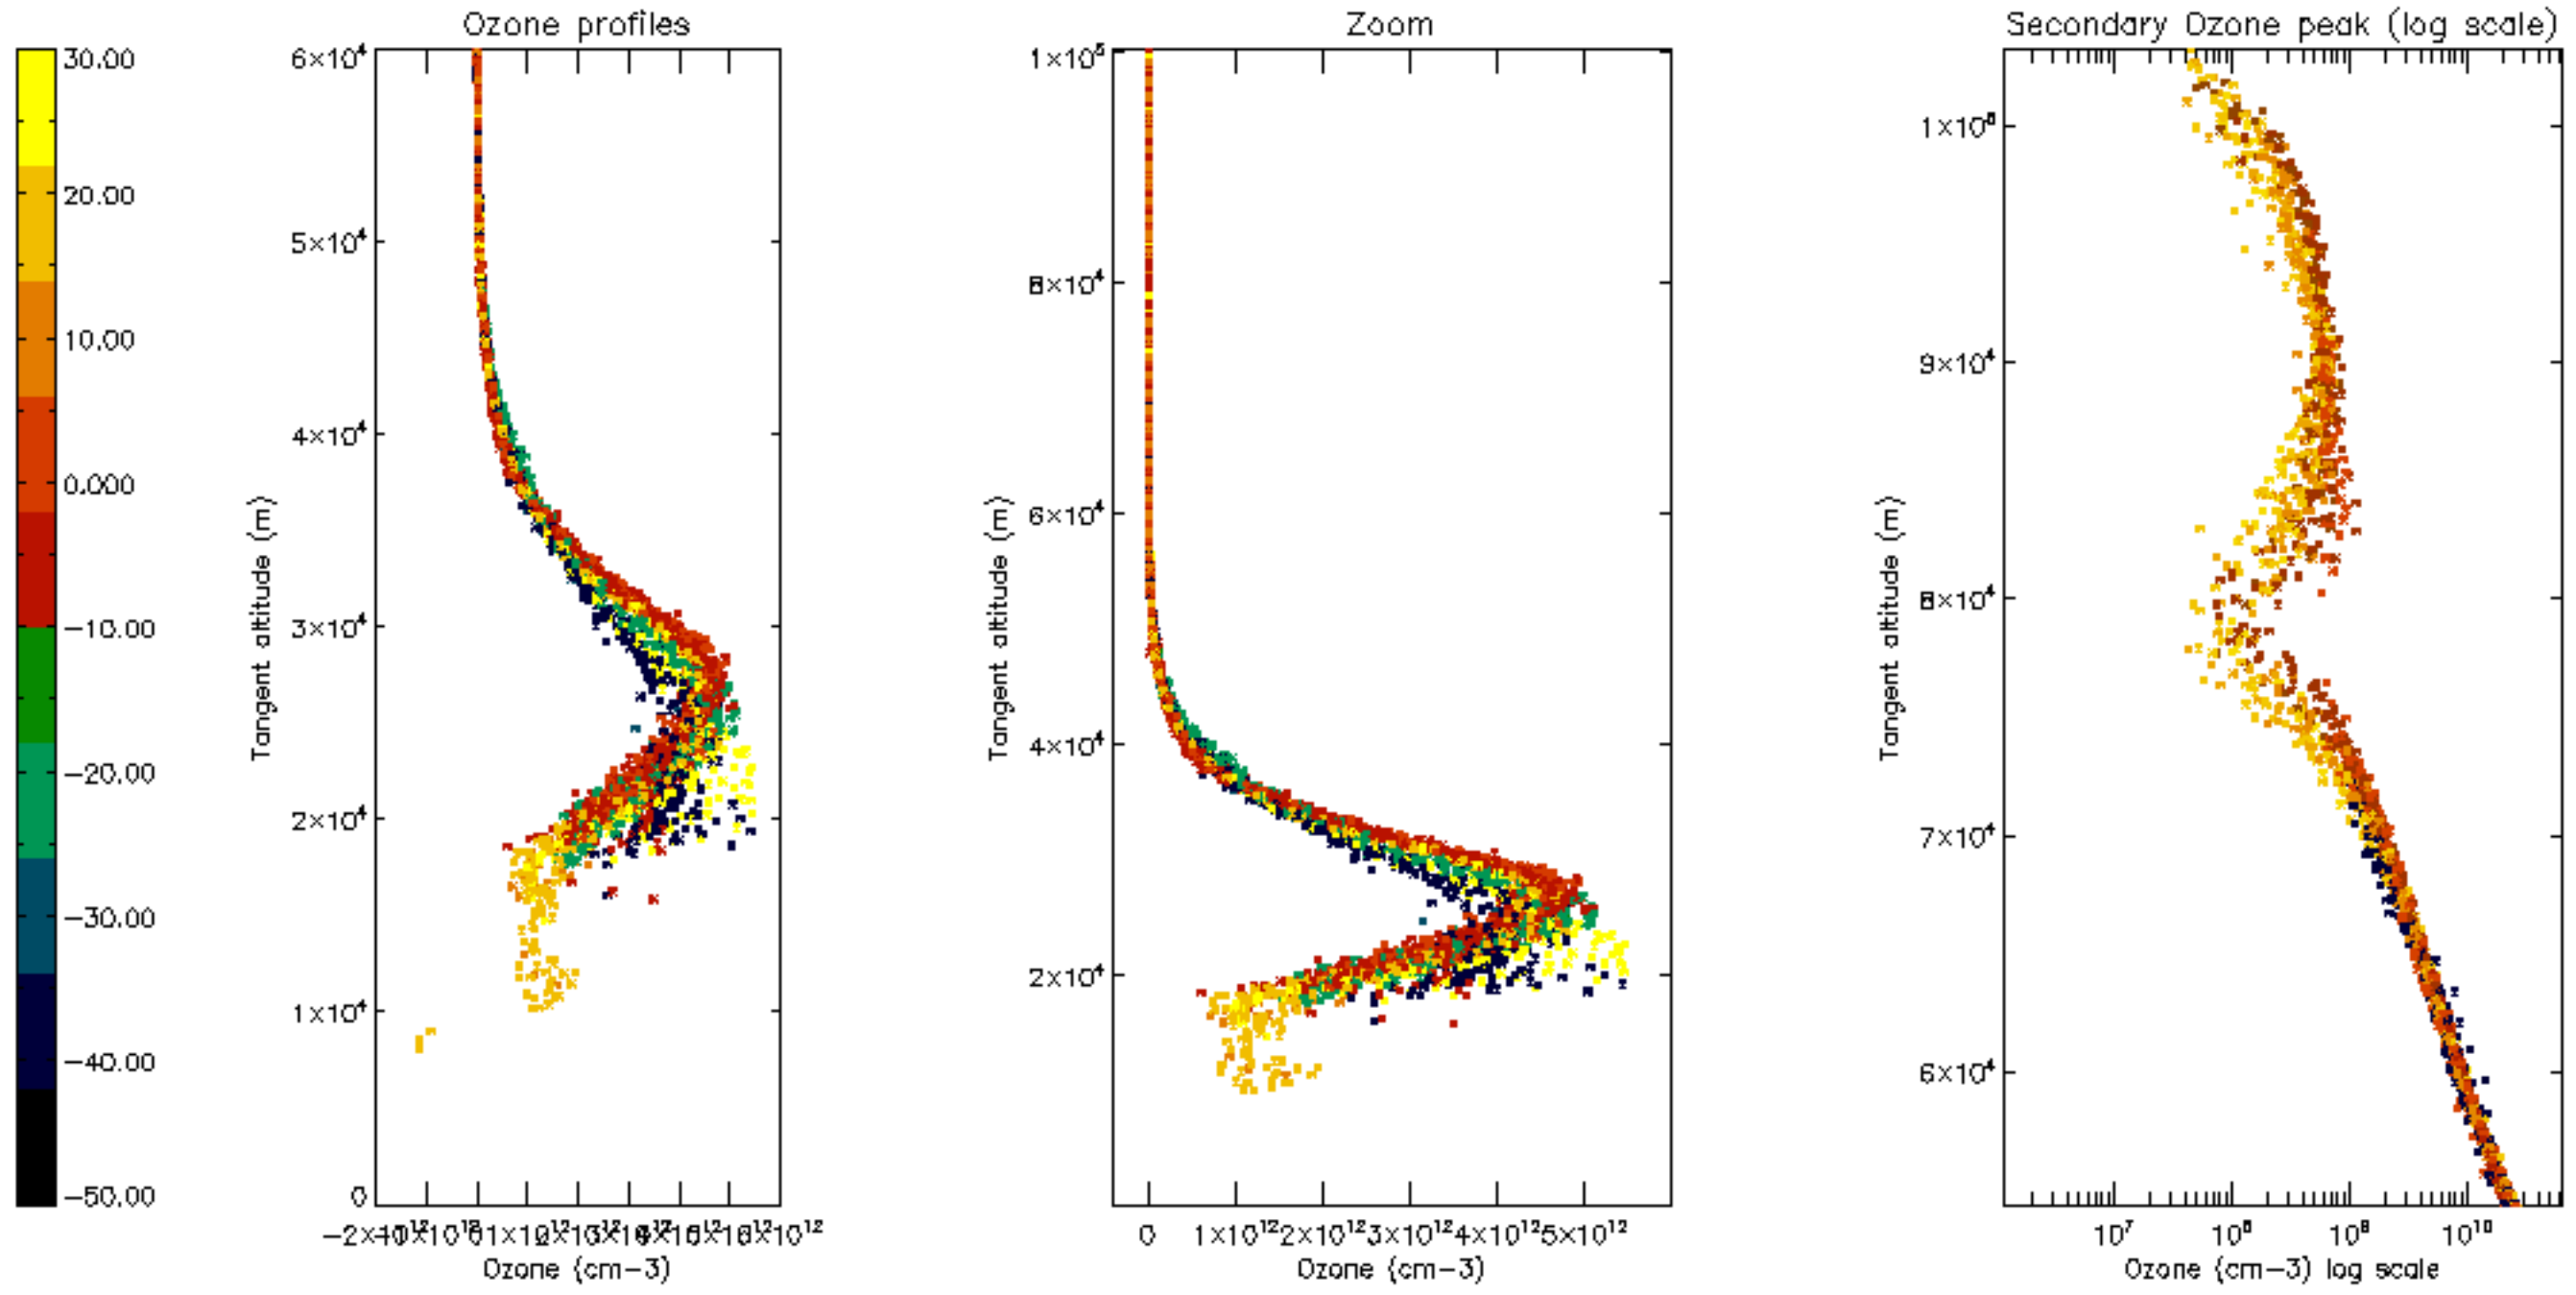 Ozone profiles
Zoom
Secondary Ozone peak (log scale)
30.00
20.00
10.00
0.000
−10.00
−20.00
−30.00
−40.00
−50.00
6×10⁴
5×10⁴
4×10⁴
3×10⁴
2×10⁴
1×10⁴
0
Tangent altitude (m)
Ozone (cm−3)
1×10⁵
8×10⁴
6×10⁴
4×10⁴
2×10⁴
Tangent altitude (m)
0 1×10¹² 2×10¹² 3×10¹² 4×10¹² 5×10¹²
Ozone (cm−3)
1×10⁵
9×10⁴
8×10⁴
7×10⁴
6×10⁴
Tangent altitude (m)
10⁷ 10⁸ 10⁹ 10¹⁰
Ozone (cm−3) log scale